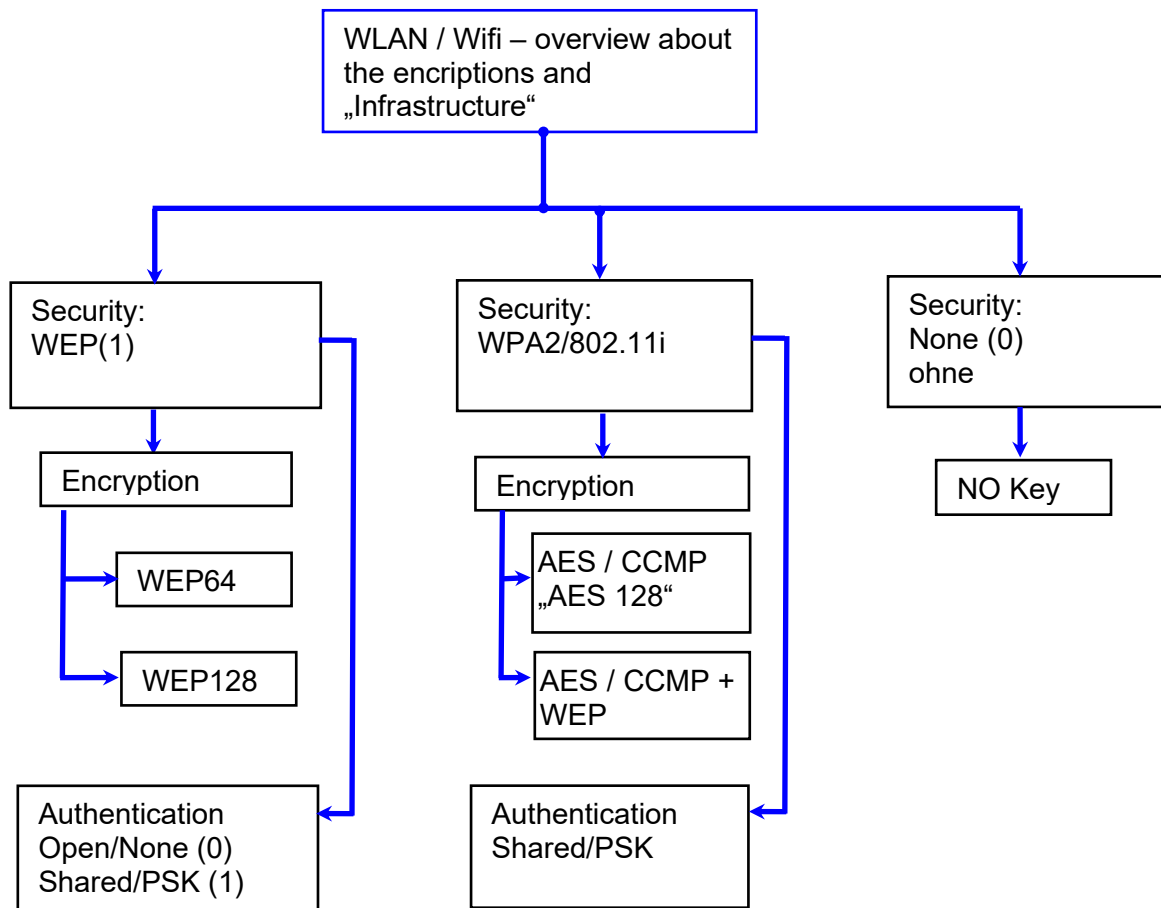 WLAN / Wifi – overview about
the encriptions and
„Infrastructure“
Security:
WEP(1)
Encryption
WEP64
WEP128
Authentication
Open/None (0)
Shared/PSK (1)
Security:
WPA2/802.11i
Encryption
AES / CCMP
„AES 128“
AES / CCMP +
WEP
Authentication
Shared/PSK
Security:
None (0)
ohne
NO Key